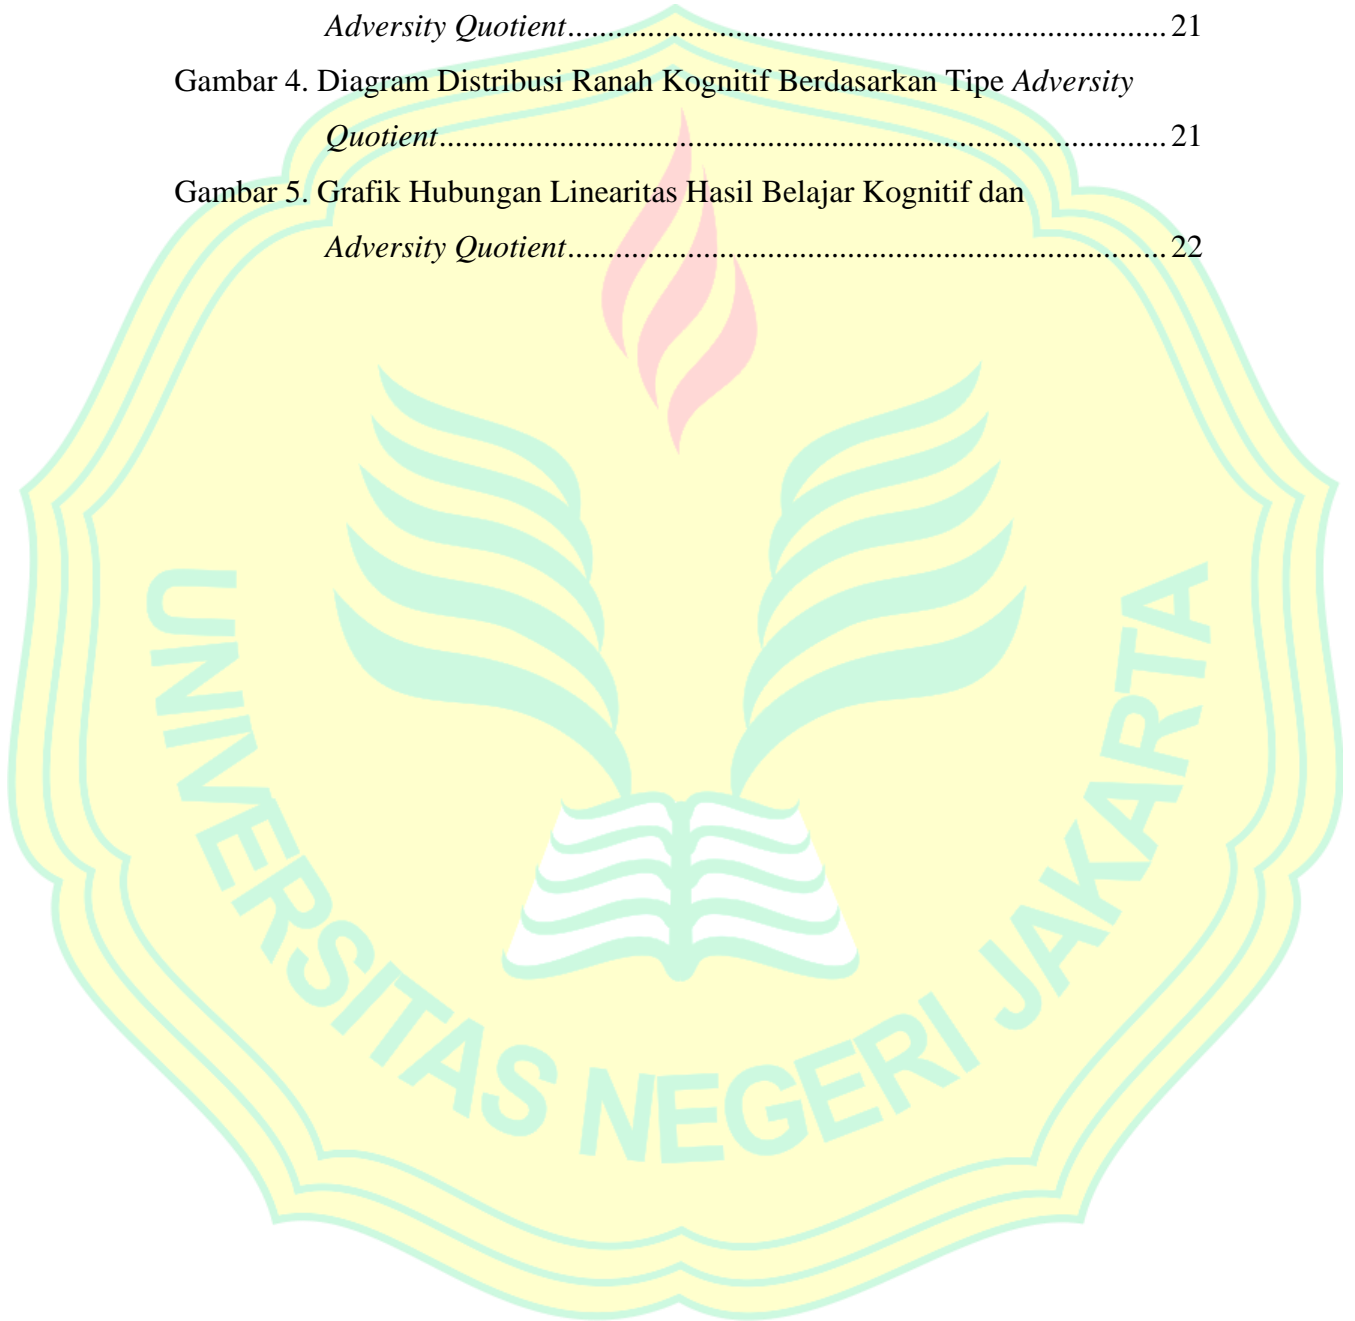 Adversity Quotient.......................................................................... 21
Gambar 4. Diagram Distribusi Ranah Kognitif Berdasarkan Tipe Adversity
Quotient.......................................................................................... 21
Gambar 5. Grafik Hubungan Linearitas Hasil Belajar Kognitif dan
Adversity Quotient.......................................................................... 22
UNIVERSITAS NEGERI JAKARTA